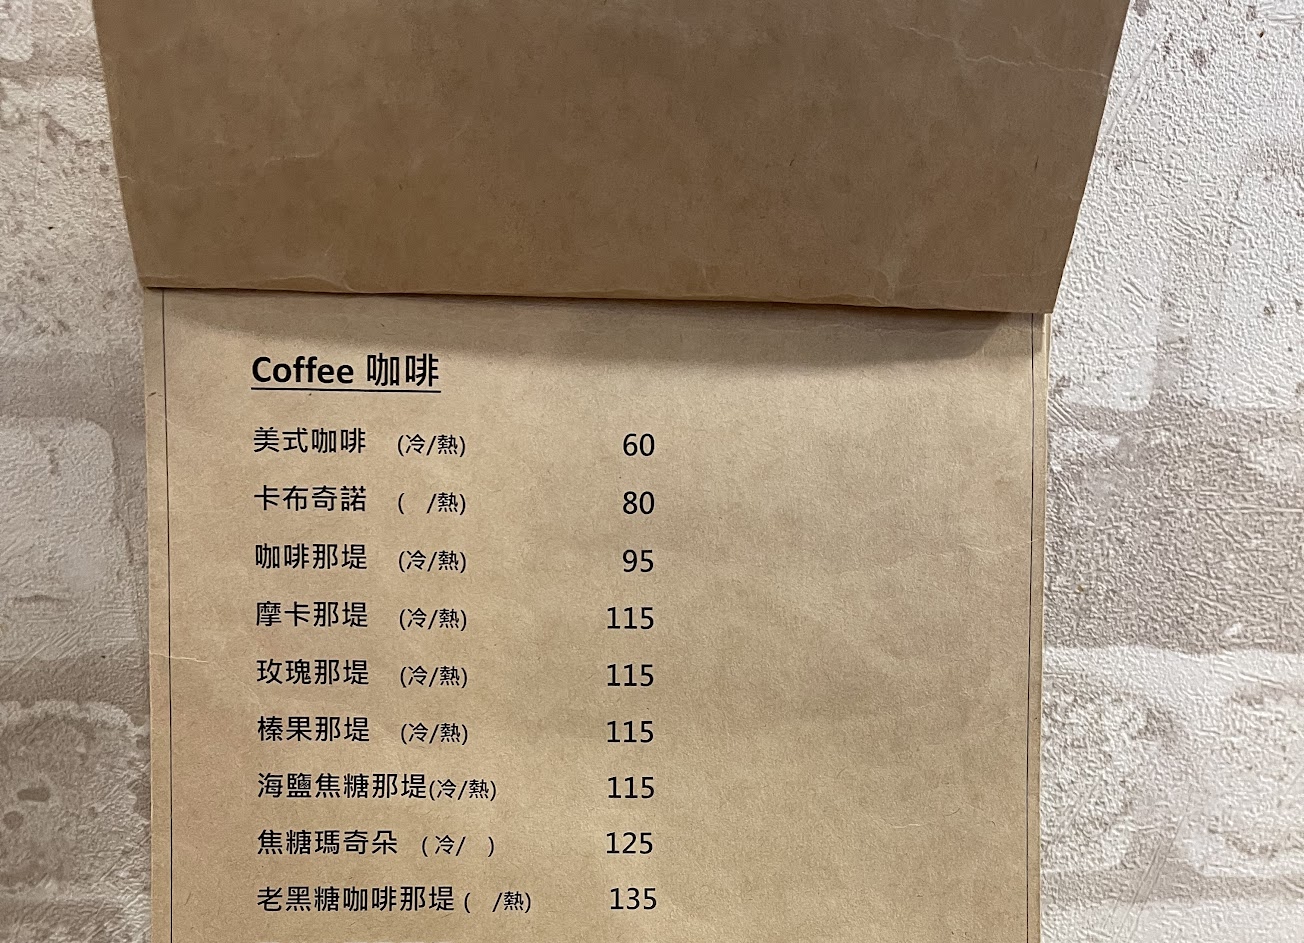 Coffee 咖啡
美式咖啡 (冷/熱) 60
卡布奇諾 ( /熱) 80
咖啡那堤 (冷/熱) 95
摩卡那堤 (冷/熱) 115
玫瑰那堤 (冷/熱) 115
榛果那堤 (冷/熱) 115
海鹽焦糖那堤(冷/熱) 115
焦糖瑪奇朵 ( 冷/ ) 125
老黑糖咖啡那堤 ( /熱) 135